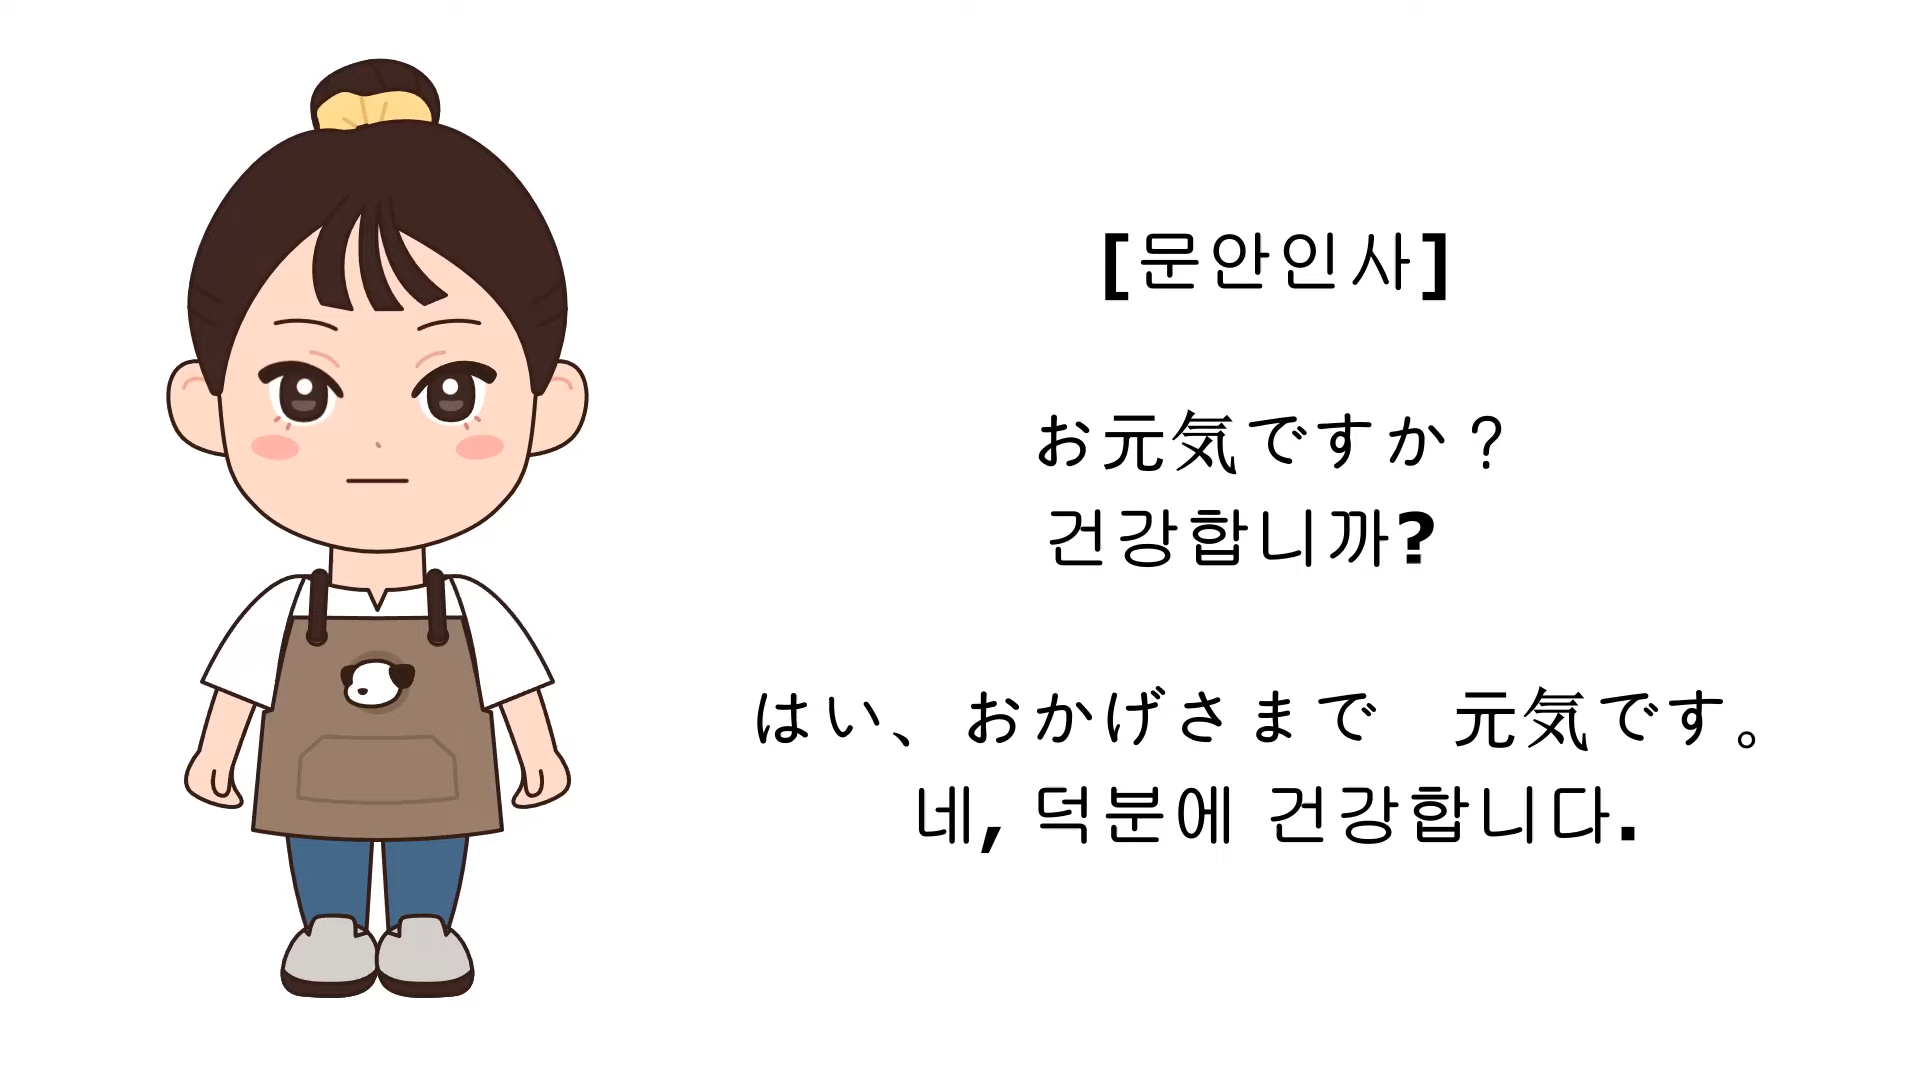 [문안인사]
お元気ですか？
건강합니까?
はい、おかげさまで　元気です。
네, 덕분에 건강합니다.